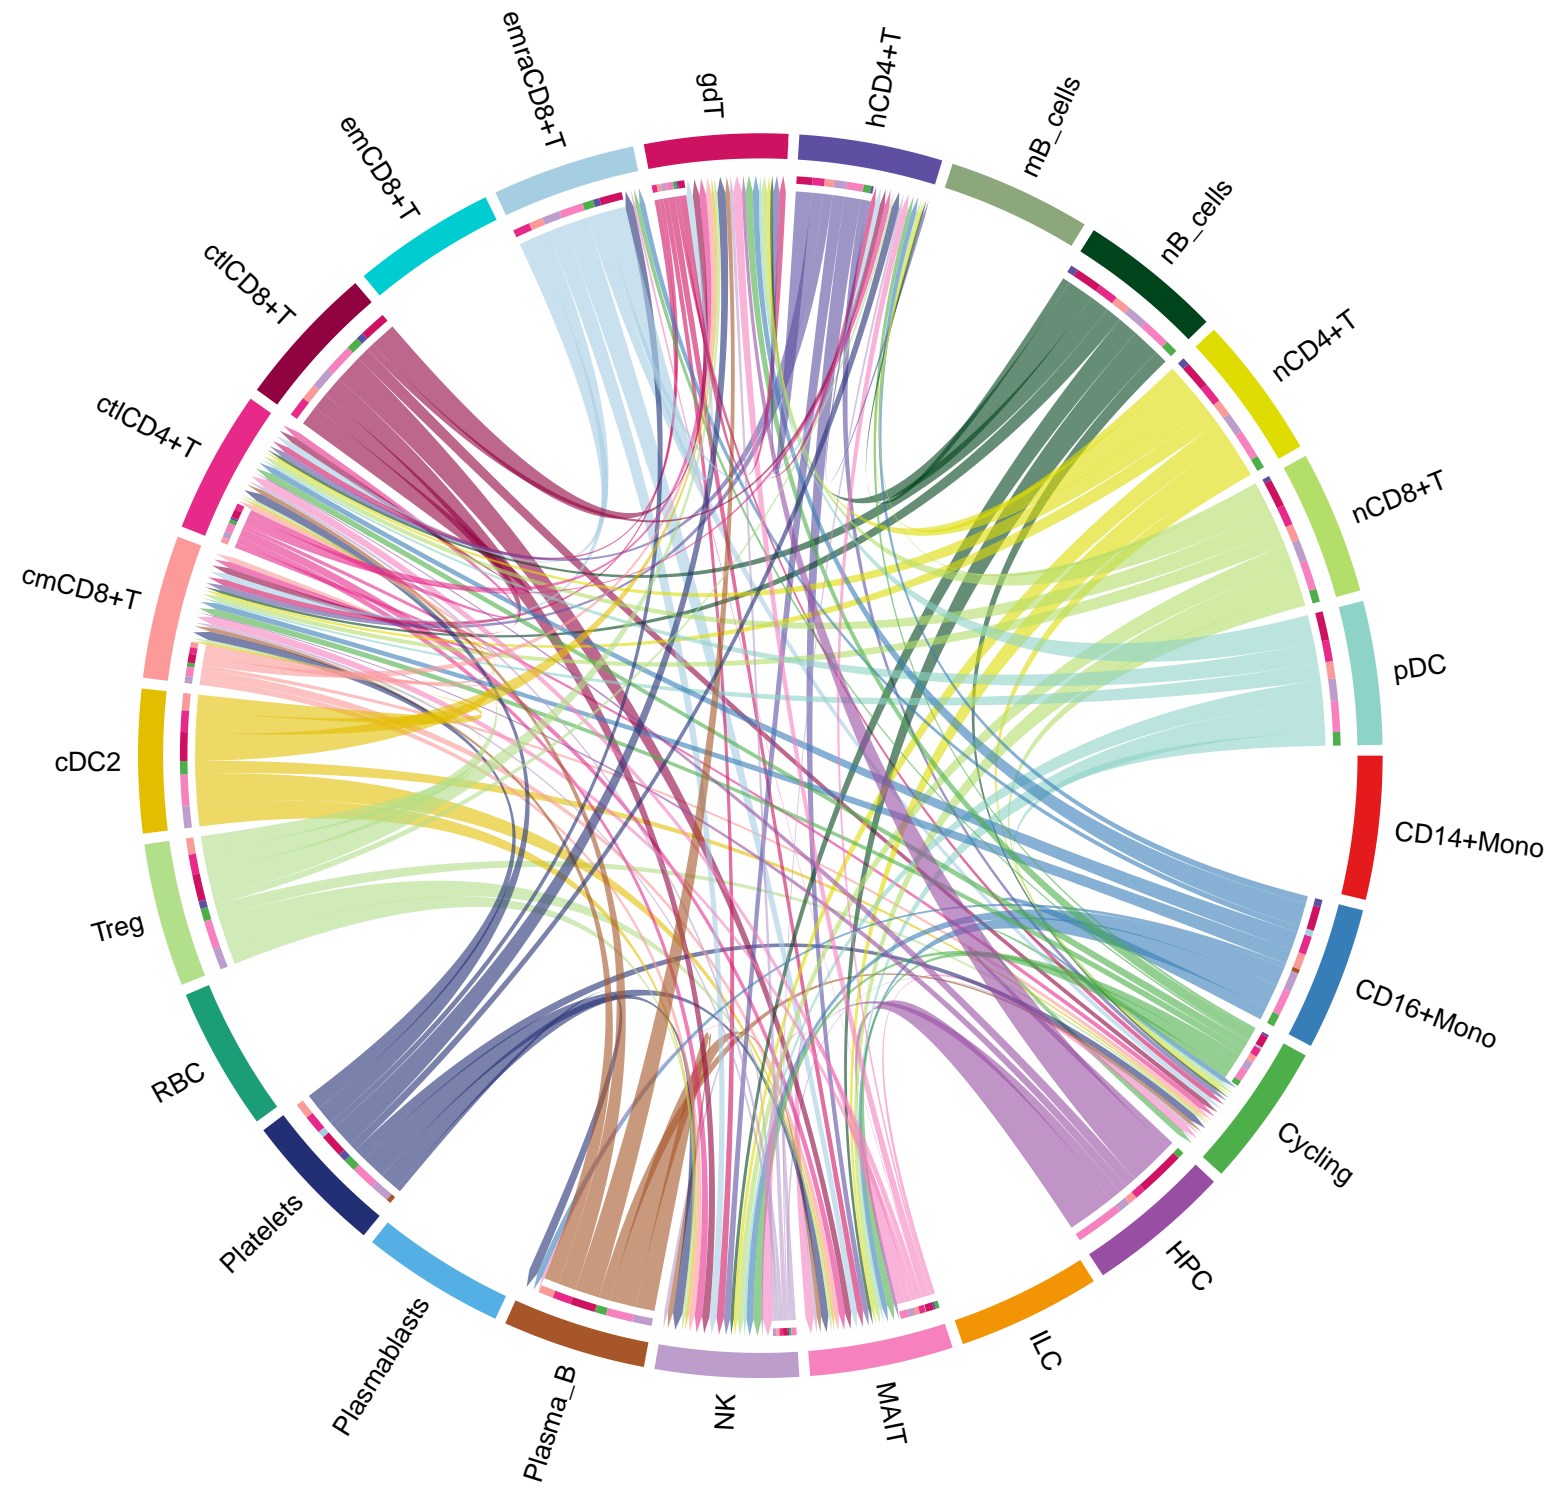 emraCD8+T
gdT
hCD4+T
mB_cells
nB_cells
nCD4+T
nCD8+T
pDC
CD14+Mono
CD16+Mono
Cycling
HPC
ILC
MAIT
NK
Plasma_B
Plasmablasts
Platelets
RBC
Treg
cDC2
cmCD8+T
ctlCD4+T
ctlCD8+T
emCD8+T